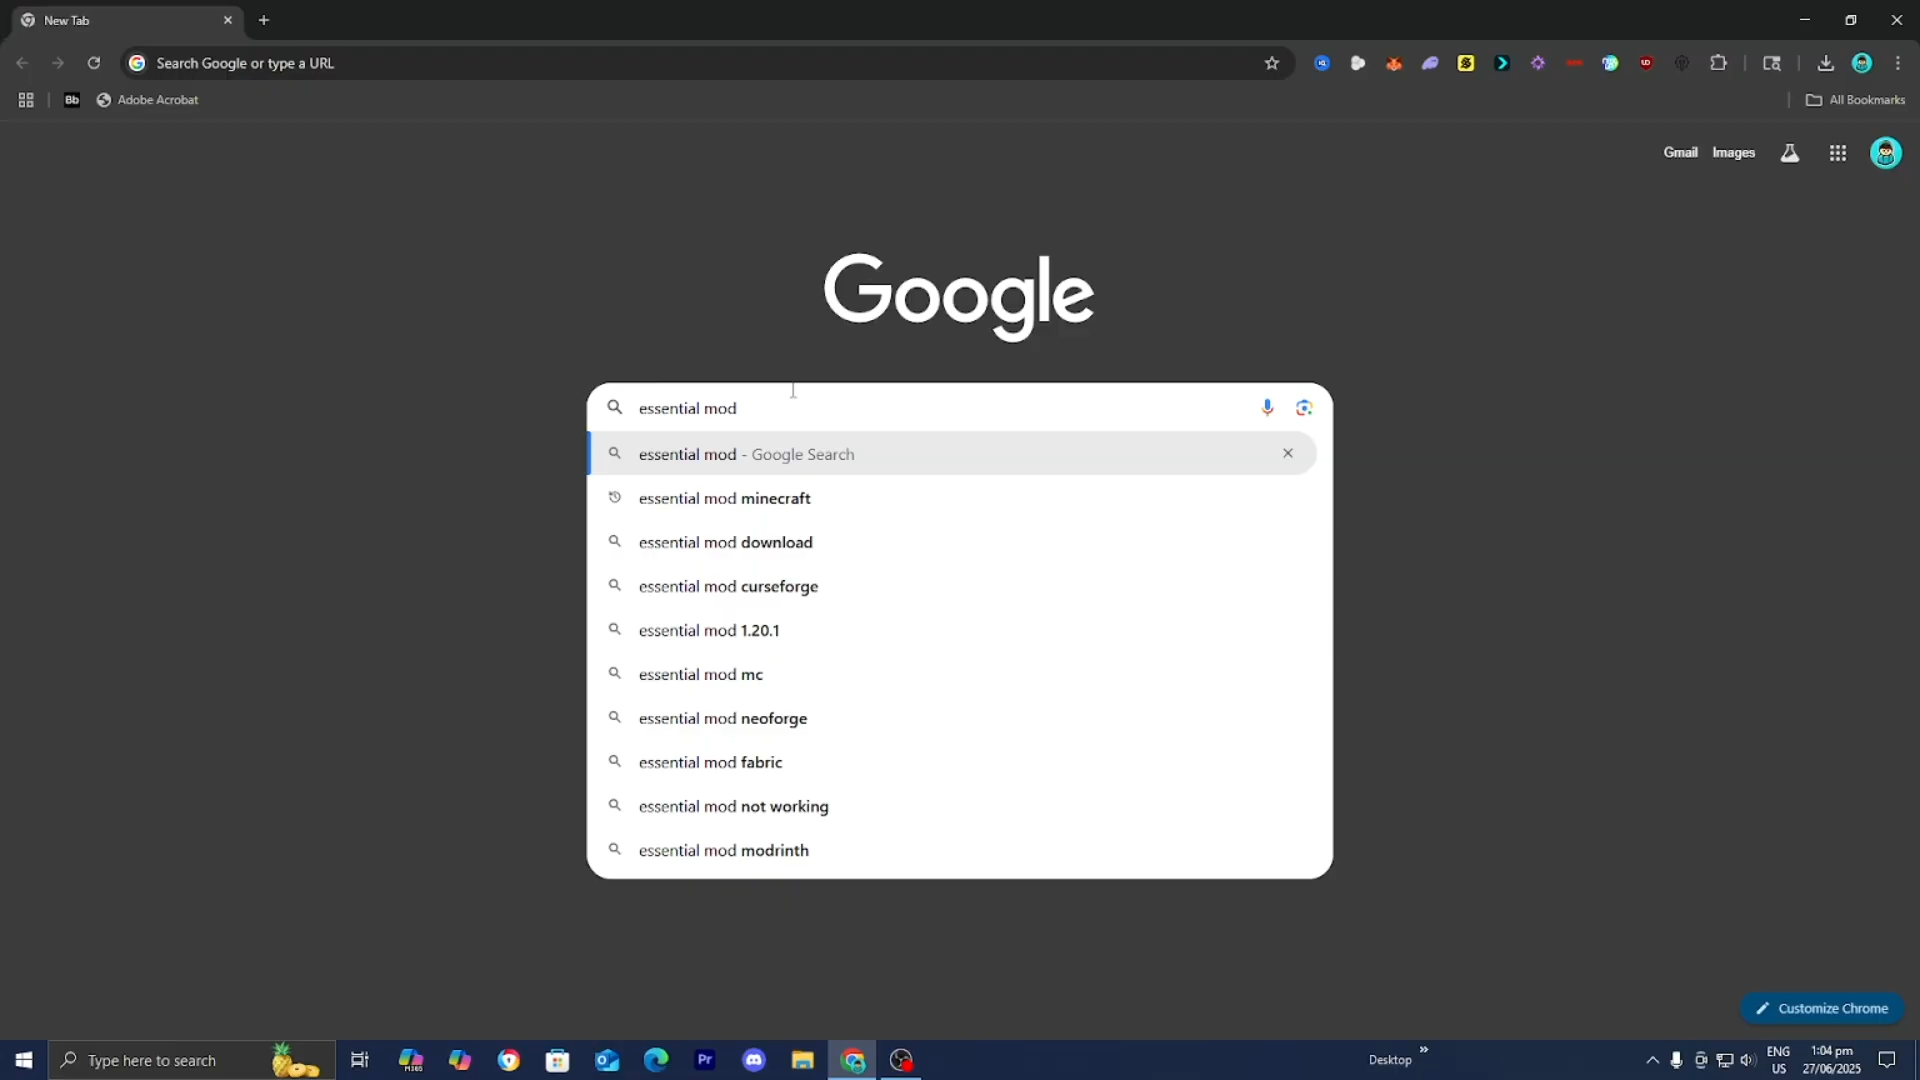 New Tab
Search Google or type a URL
Bb
Adobe Acrobat
All Bookmarks
Gmail
Images
Google
essential mod
essential mod - Google Search
essential mod minecraft
essential mod download
essential mod curseforge
essential mod 1.20.1
essential mod mc
essential mod neoforge
essential mod fabric
essential mod not working
essential mod modrinth
Customize Chrome
Type here to search
M365
Pr
Desktop
ENG
US
1:04 pm
27/06/2025